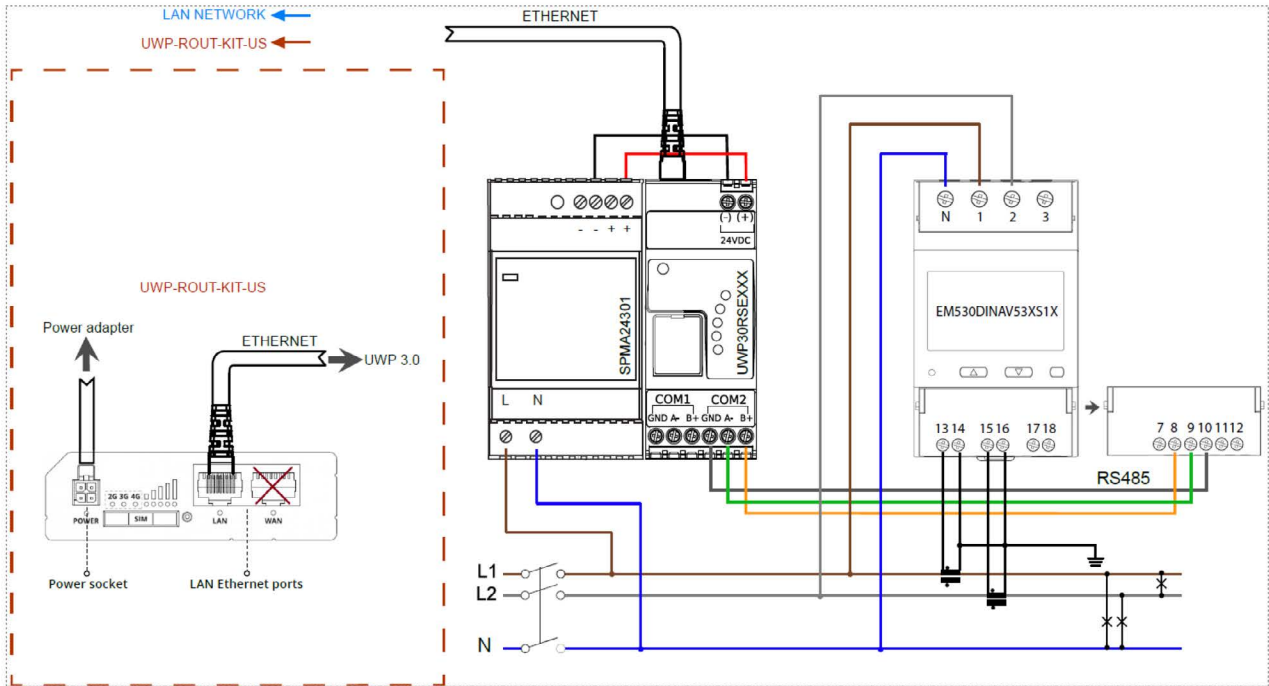 LAN NETWORK
UWP-ROUT-KIT-US
ETHERNET
- - + +
(-) (+)
24VDC
N 1 2 3
SPMA24301
UWP30RSEXXX
EM530DINAV53XS1X
UWP-ROUT-KIT-US
Power adapter
ETHERNET
UWP 3.0
L N
COM1 COM2
GND A- B+ GND A- B+
13 14 15 16 17 18
7 8 9 10 11 12
RS485
2G 3G 4G
POWER SIM LAN WAN
Power socket
LAN Ethernet ports
L1
L2
N